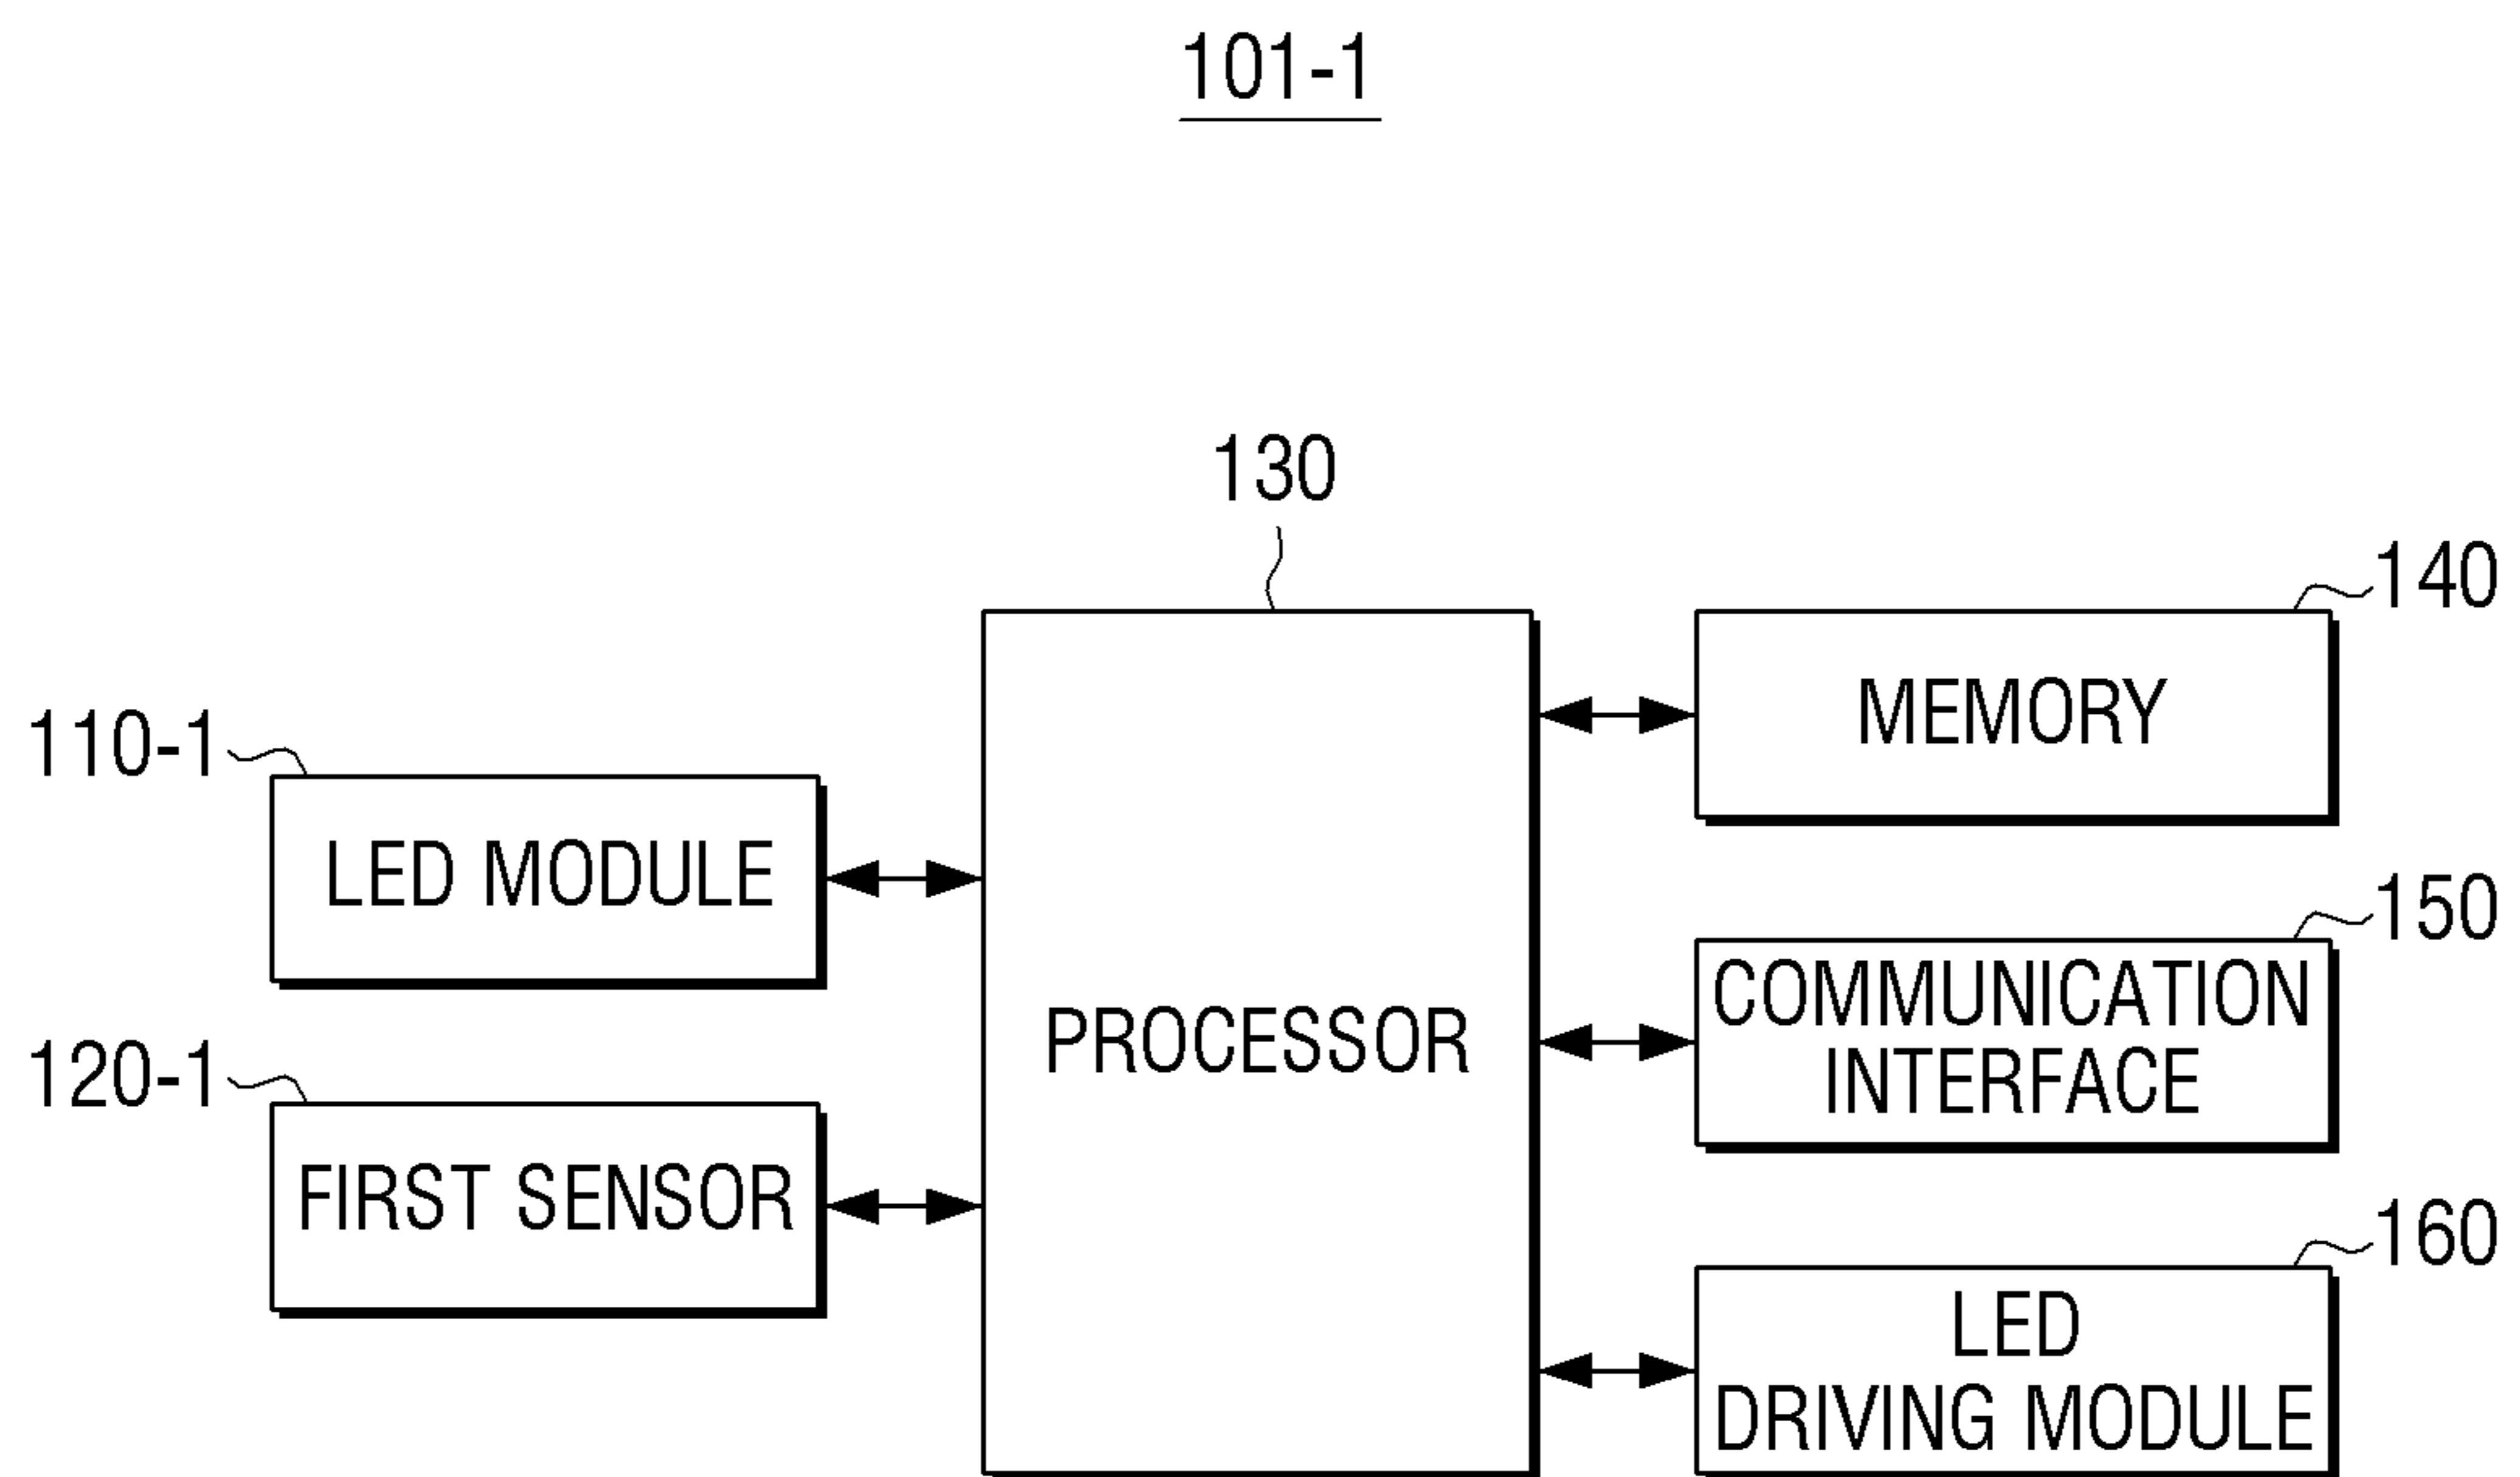 101-1
130
140
MEMORY
110-1
LED MODULE
150
COMMUNICATION
INTERFACE
PROCESSOR
120-1
FIRST SENSOR
160
LED
DRIVING MODULE